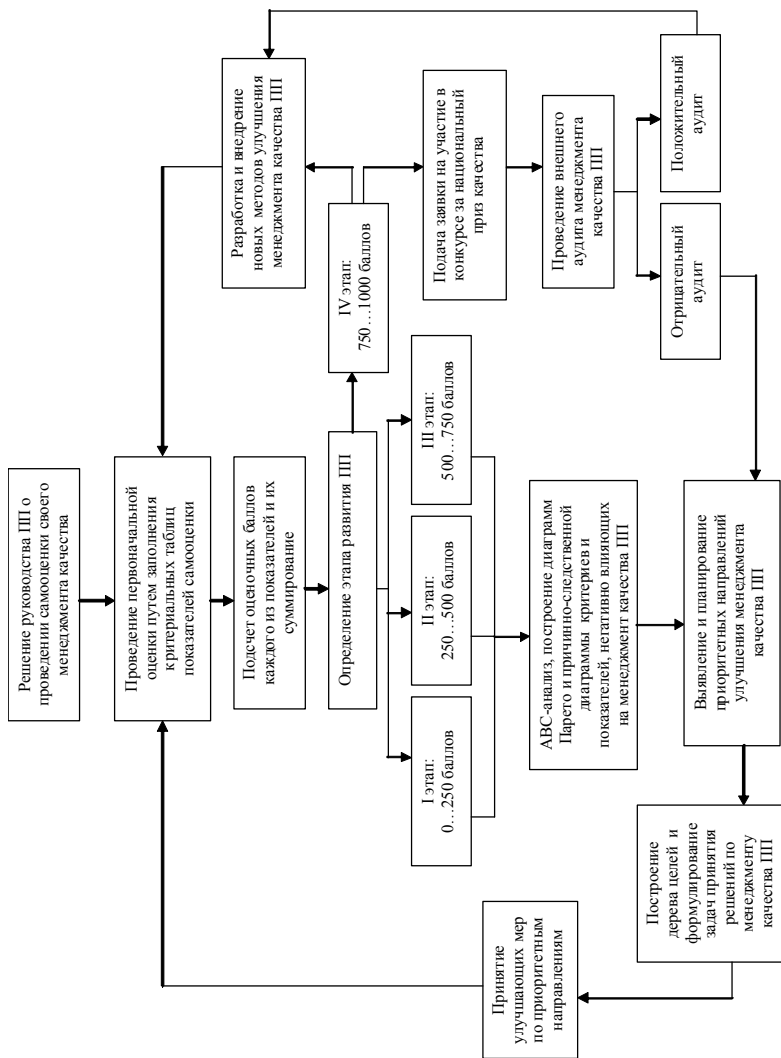 Решение руководства ПП о
проведении самооценки своего
менеджмента качества
Проведение первоначальной
оценки путем заполнения
критериальных таблиц
показателей самооценки
Подсчет оценочных баллов
каждого из показателей и их
суммирование
Определение этапа развития ПП
I этап:
0…250 баллов
II этап:
250…500 баллов
III этап:
500…750 баллов
IV этап:
750…1000 баллов
Разработка и внедрение
новых методов улучшения
менеджмента качества ПП
Подача заявки на участие в
конкурсе за национальный
приз качества
Проведение внешнего
аудита менеджмента
качества ПП
Отрицательный
аудит
Положительный
аудит
АВС-анализ, построение диаграмм
Парето и причинно-следственной
диаграммы критериев и
показателей, негативно влияющих
на менеджмент качества ПП
Выявление и планирование
приоритетных направлений
улучшения менеджмента
качества ПП
Построение
дерева целей и
формулирование
задач принятия
решений по
менеджменту
качества ПП
Принятие
улучшающих мер
по приоритетным
направлениям